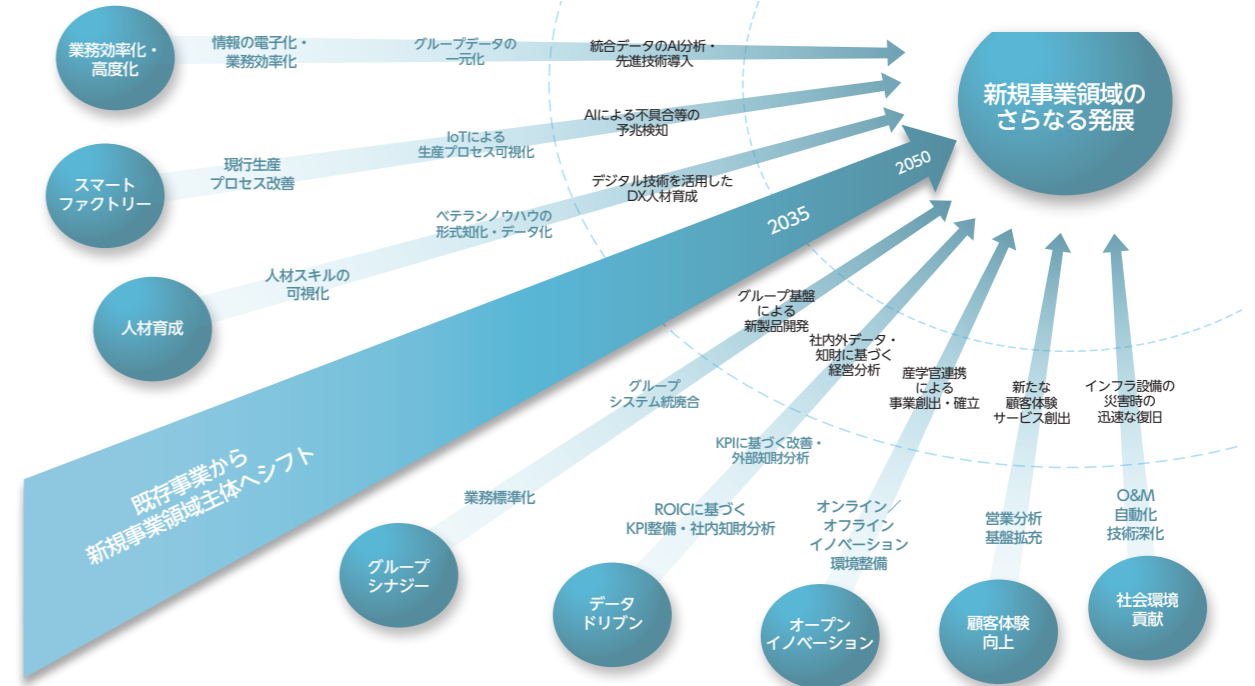 業務効率化・
高度化
情報の電子化・
業務効率化
グループデータの
一元化
統合データのAI分析・
先進技術導入
新規事業領域の
さらなる発展
スマート
ファクトリー
現行生産
プロセス改善
IoTによる
生産プロセス可視化
AIによる不具合等の
予兆検知
人材育成
人材スキルの
可視化
ベテランノウハウの
形式知化・データ化
デジタル技術を活用した
DX人材育成
既存事業から
新規事業領域主体へシフト
2035
2050
グループ
シナジー
業務標準化
グループ
システム統廃合
グループ基盤
による
新製品開発
データ
ドリブン
ROICに基づく
KPI整備・社内知財分析
KPIに基づく改善・
外部知財分析
社内外データ・
知財に基づく
経営分析
オープン
イノベーション
オンライン／
オフライン
イノベーション
環境整備
産学官連携
による
事業創出・確立
顧客体験
向上
営業分析
基盤拡充
新たな
顧客体験
サービス創出
社会環境
貢献
O&M
自動化
技術深化
インフラ設備の
災害時の
迅速な復旧